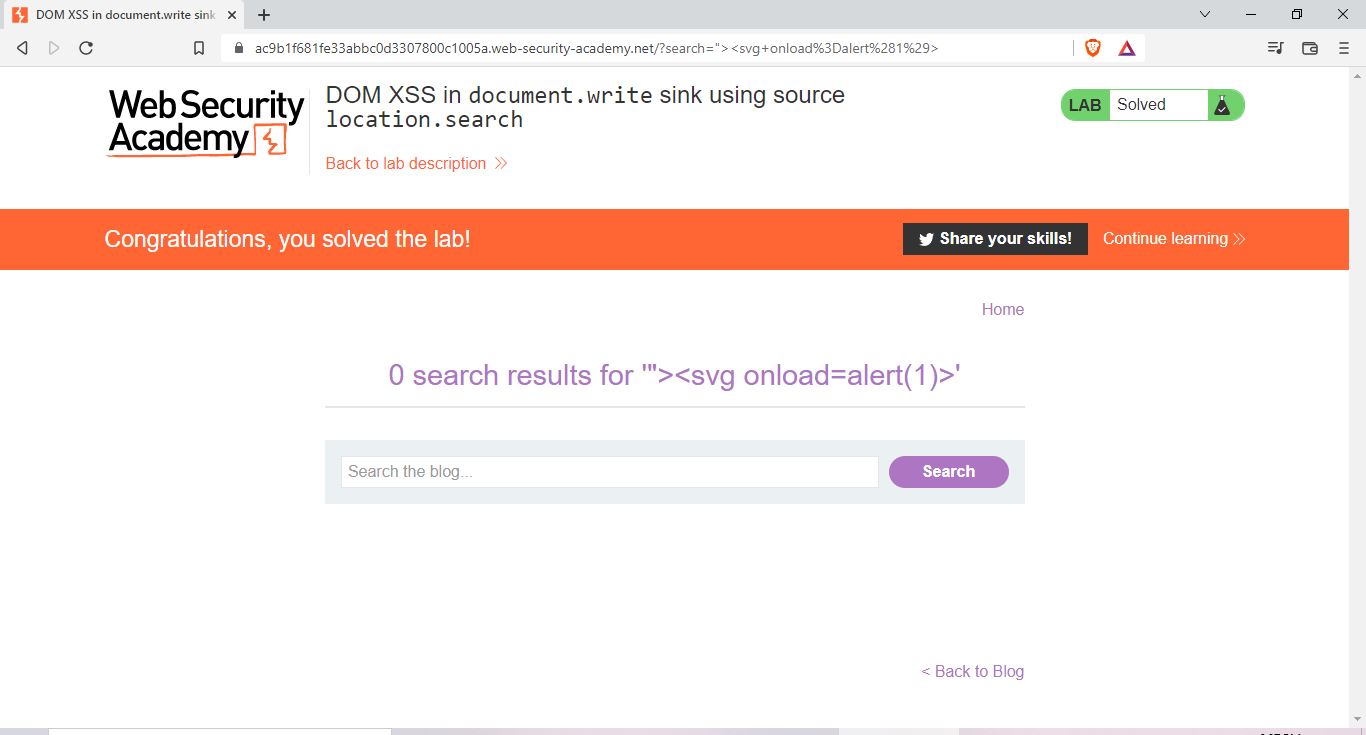 DOM XSS in document.write sink
ac9b1f681fe33abbc0d3307800c1005a.web-security-academy.net/?search="><svg+onload%3Dalert%281%29>
Web Security
Academy
DOM XSS in document.write sink using source
location.search
Back to lab description
LAB Solved
Congratulations, you solved the lab!
Share your skills!
Continue learning
Home
0 search results for '"><svg onload=alert(1)>'
Search the blog...
Search
< Back to Blog